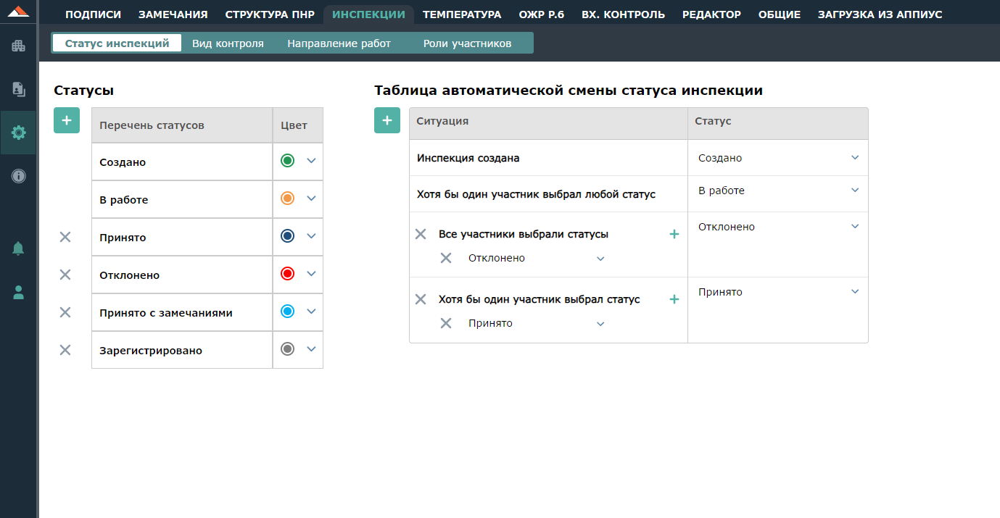 ПОДПИСИ ЗАМЕЧАНИЯ СТРУКТУРА ПНР ИНСПЕКЦИИ ТЕМПЕРАТУРА ОЖР Р.6 ВХ. КОНТРОЛЬ РЕДАКТОР ОБЩИЕ ЗАГРУЗКА ИЗ АППИУС
Статус инспекций Вид контроля Направление работ Роли участников
Статусы
Перечень статусов Цвет
Создано
В работе
Принято
Отклонено
Принято с замечаниями
Зарегистрировано
Таблица автоматической смены статуса инспекции
Ситуация Статус
Инспекция создана Создано
Хотя бы один участник выбрал любой статус В работе
Все участники выбрали статусы Отклонено
Отклонено
Хотя бы один участник выбрал статус Принято
Принято